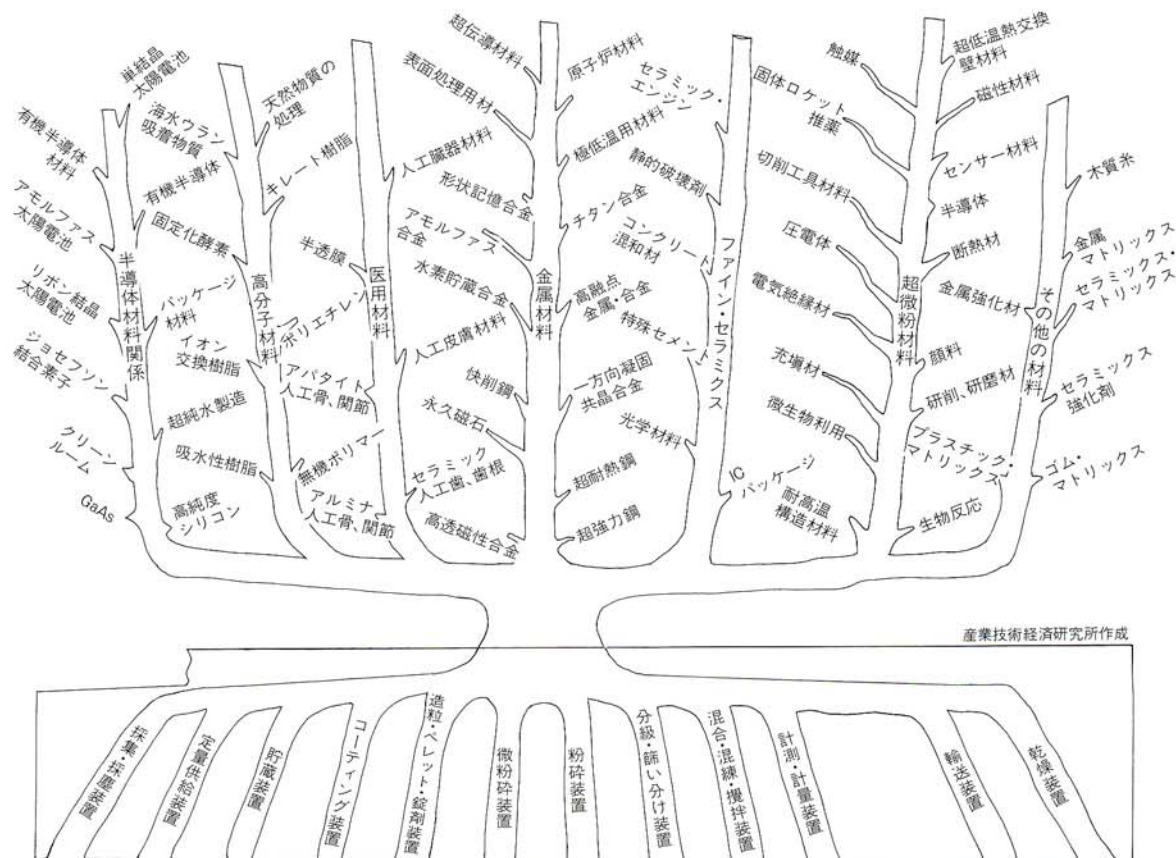 単結晶
太陽電池
有機半導体
材料
アモルファス
太陽電池
リボン結晶
太陽電池
ジョセフソン
結合素子
クリーン
ルーム
GaAs
半導体材料関係
海水ウラン
吸着物質
有機半導体
固定化酵素
パッケージ
材料
イオン
交換樹脂
超純水製造
吸水性樹脂
高純度
シリコン
高分子材料
天然物質の
処理
キレート樹脂
半透膜
ポリエチレン
アパタイト
人工骨、関節
無機ポリマー
アルミナ
人工骨、関節
医用材料
超伝導材料
表面処理用材
人工臓器材料
形状記憶合金
アモルファス
合金
水素貯蔵合金
人工皮膚材料
快削鋼
永久磁石
セラミック
人工歯、歯根
高透磁性合金
金属材料
原子炉材料
セラミック・
エンジン
極低温用材料
静的破壊剤
チタン合金
コンクリート
混和材
高融点
金属・合金
特殊セメント
一方向凝固
共晶合金
光学材料
超耐熱鋼
超強力鋼
ファイン・セラミクス
触媒
固体ロケット
推薬
切削工具材料
圧電体
電気絶縁材
充塡材
微生物利用
IC
パッケージ
耐高温
構造材料
超微粉材料
超低温熱交換
壁材料
磁性材料
センサー材料
半導体
断熱材
金属強化材
顔料
研削、研磨材
プラスチック・
マトリックス
生物反応
その他の材料
木質糸
金属
マトリックス
セラミックス・
マトリックス
セラミックス
強化剤
ゴム・
マトリックス
産業技術経済研究所作成
採集・採塵装置
定量供給装置
貯蔵装置
コーティング装置
造粒・ペレット・錠剤装置
微粉砕装置
粉砕装置
分級・篩い分け装置
混合・混練・攪拌装置
計測・計量装置
輸送装置
乾燥装置